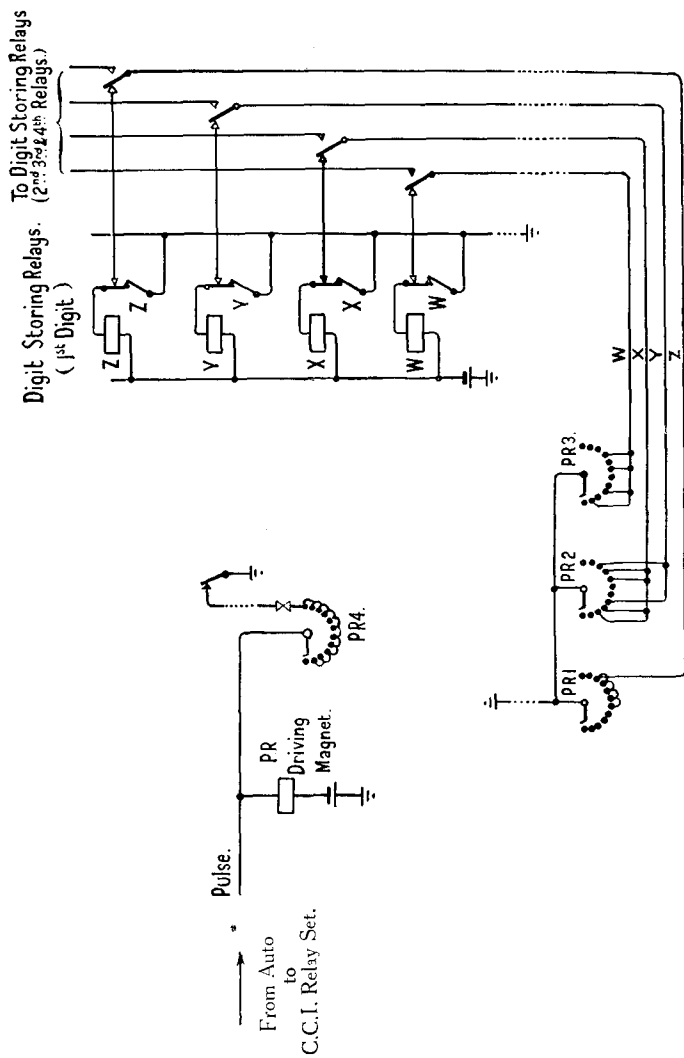 To Digit Storing Relays
(2nd 3rd & 4th Relays.)
Digit Storing Relays.
(1st Digit)
Z
Z
Y
Y
X
X
W
W
W
X
Y
Z
PR1
PR2
PR3.
PR4.
PR
Driving
Magnet.
Pulse.
*
From Auto
to
C.C.I. Relay Set.